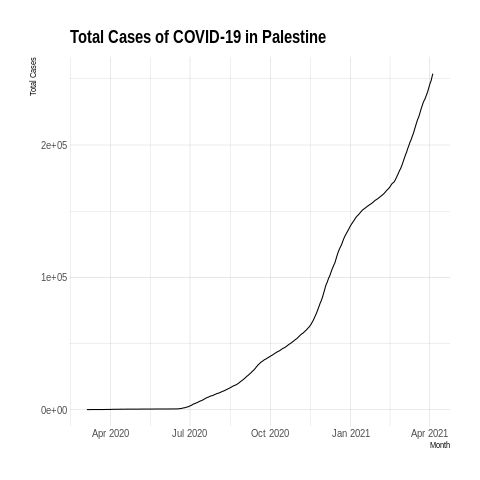 Total Cases of COVID-19 in Palestine
Total Cases
2e+05
1e+05
0e+00
Apr 2020 Jul 2020 Oct 2020 Jan 2021 Apr 2021
Month